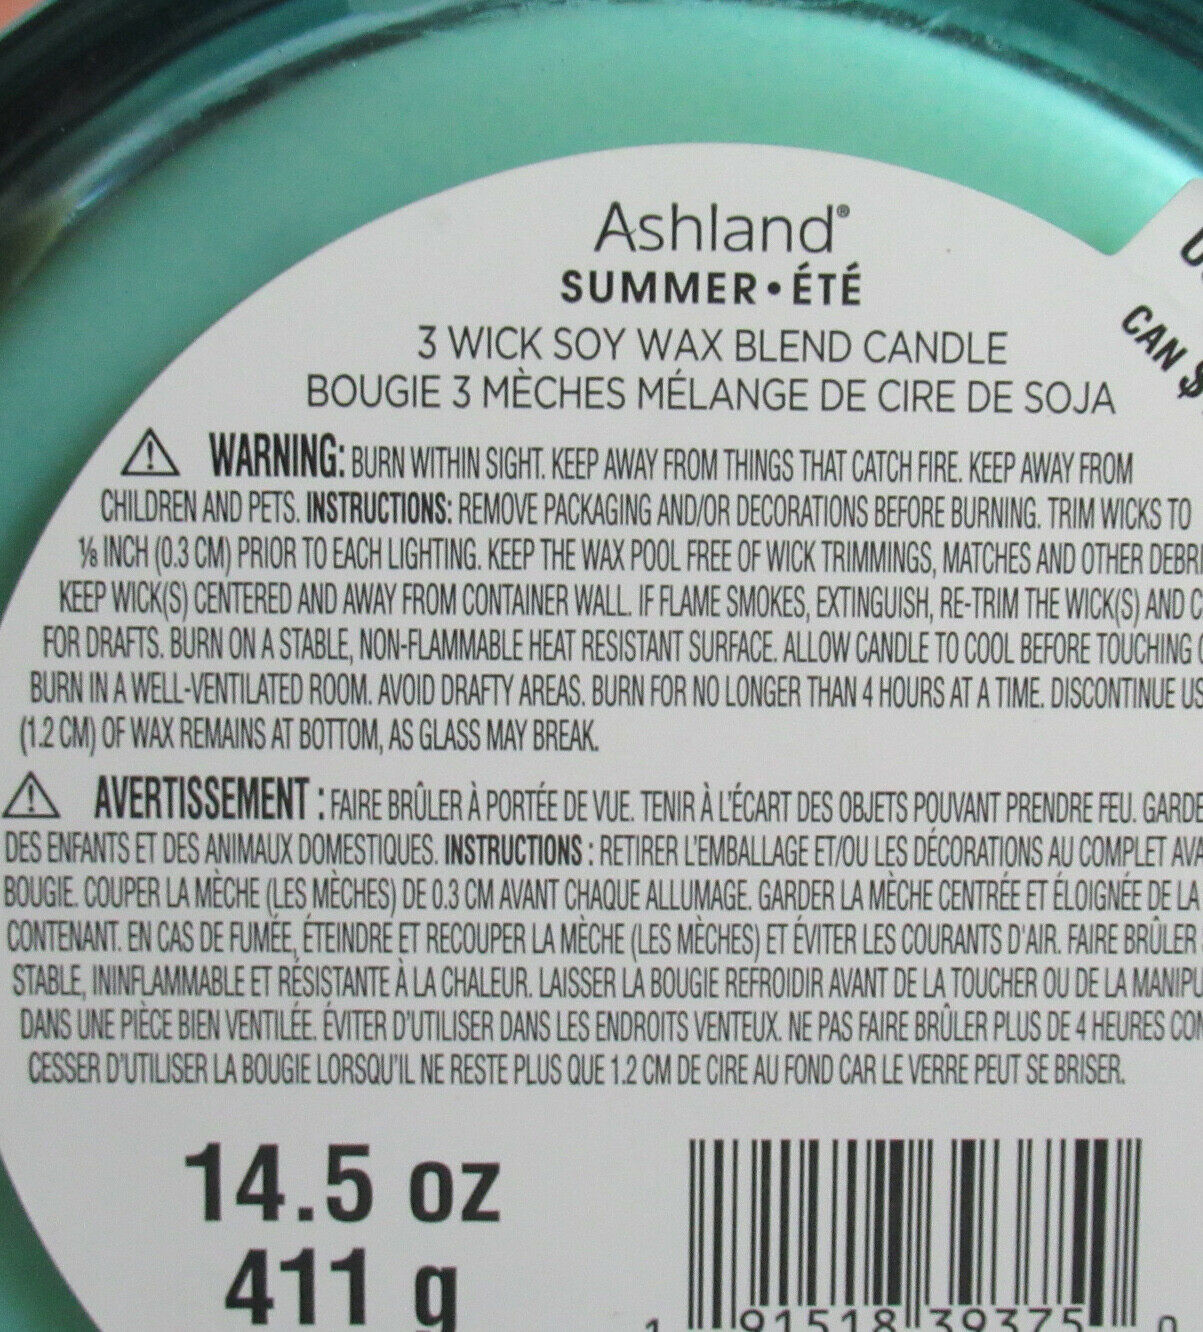 Ashland®
SUMMER • ÉTÉ
3 WICK SOY WAX BLEND CANDLE
BOUGIE 3 MÈCHES MÉLANGE DE CIRE DE SOJA
CAN $
⚠ WARNING: BURN WITHIN SIGHT. KEEP AWAY FROM THINGS THAT CATCH FIRE. KEEP AWAY FROM
CHILDREN AND PETS. INSTRUCTIONS: REMOVE PACKAGING AND/OR DECORATIONS BEFORE BURNING. TRIM WICKS TO
⅛ INCH (0.3 CM) PRIOR TO EACH LIGHTING. KEEP THE WAX POOL FREE OF WICK TRIMMINGS, MATCHES AND OTHER DEBRI
KEEP WICK(S) CENTERED AND AWAY FROM CONTAINER WALL. IF FLAME SMOKES, EXTINGUISH, RE-TRIM THE WICK(S) AND C
FOR DRAFTS. BURN ON A STABLE, NON-FLAMMABLE HEAT RESISTANT SURFACE. ALLOW CANDLE TO COOL BEFORE TOUCHING
BURN IN A WELL-VENTILATED ROOM. AVOID DRAFTY AREAS. BURN FOR NO LONGER THAN 4 HOURS AT A TIME. DISCONTINUE US
(1.2 CM) OF WAX REMAINS AT BOTTOM, AS GLASS MAY BREAK.
⚠ AVERTISSEMENT : FAIRE BRÛLER À PORTÉE DE VUE. TENIR À L'ÉCART DES OBJETS POUVANT PRENDRE FEU. GARDE
DES ENFANTS ET DES ANIMAUX DOMESTIQUES. INSTRUCTIONS : RETIRER L'EMBALLAGE ET/OU LES DÉCORATIONS AU COMPLET AVA
BOUGIE. COUPER LA MÈCHE (LES MÈCHES) DE 0.3 CM AVANT CHAQUE ALLUMAGE. GARDER LA MÈCHE CENTRÉE ET ÉLOIGNÉE DE LA
CONTENANT. EN CAS DE FUMÉE, ÉTEINDRE ET RECOUPER LA MÈCHE (LES MÈCHES) ET ÉVITER LES COURANTS D'AIR. FAIRE BRÛLER
STABLE, ININFLAMMABLE ET RÉSISTANTE À LA CHALEUR. LAISSER LA BOUGIE REFROIDIR AVANT DE LA TOUCHER OU DE LA MANIPU
DANS UNE PIÈCE BIEN VENTILÉE. ÉVITER D'UTILISER DANS LES ENDROITS VENTEUX. NE PAS FAIRE BRÛLER PLUS DE 4 HEURES CON
CESSER D'UTILISER LA BOUGIE LORSQU'IL NE RESTE PLUS QUE 1.2 CM DE CIRE AU FOND CAR LE VERRE PEUT SE BRISER.
14.5 oz
411 g
1 91518 39375 0